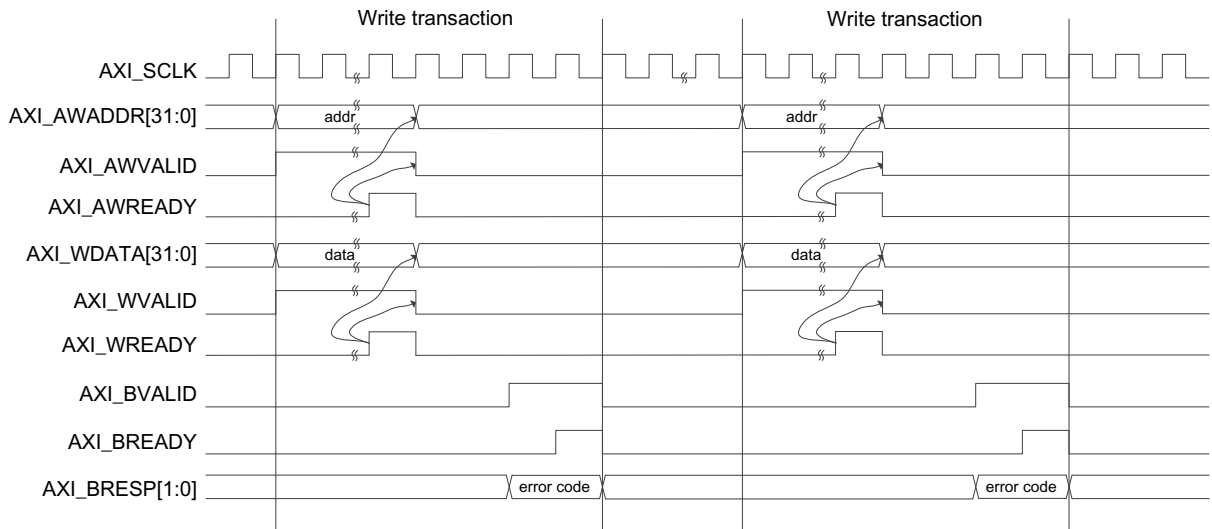 Write transaction Write transaction
AXI_SCLK
AXI_AWADDR[31:0] addr addr
AXI_AWVALID
AXI_AWREADY
AXI_WDATA[31:0] data data
AXI_WVALID
AXI_WREADY
AXI_BVALID
AXI_BREADY
AXI_BRESP[1:0] error code error code